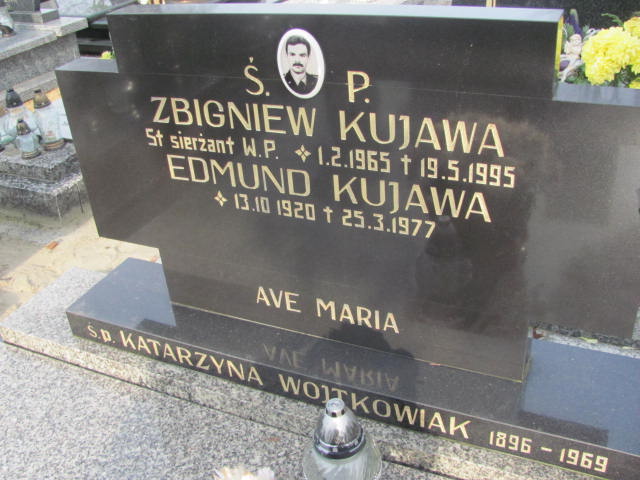 Ś. P.
ZBIGNIEW KUJAWA
St sierżant W.P. ✧ 1.2.1965 † 19.5.1995
EDMUND KUJAWA
✧ 13.10 1920 † 25.3.1977
AVE MARIA
Ś.p. KATARZYNA WOJTKOWIAK 1896 - 1969